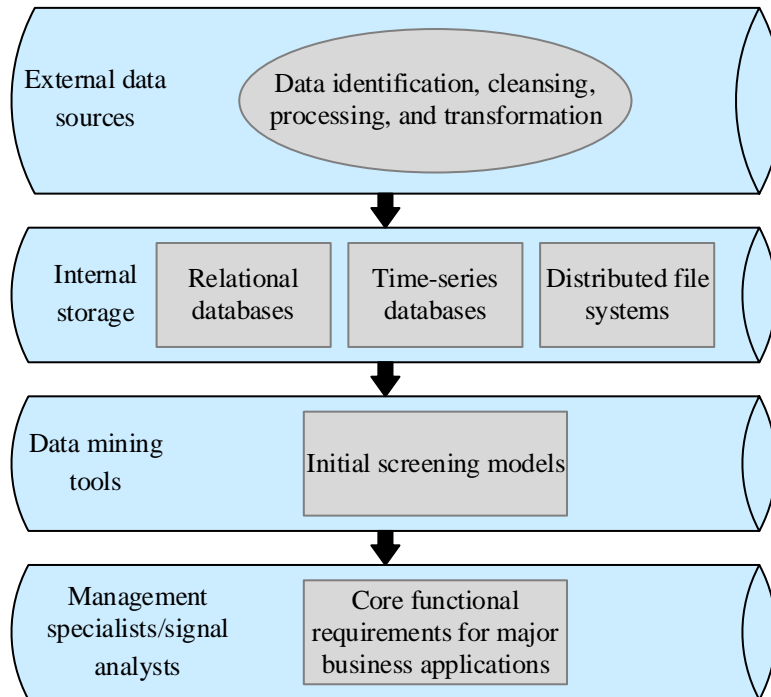 External data
sources
Data identification, cleansing,
processing, and transformation
Internal
storage
Relational
databases
Time-series
databases
Distributed file
systems
Data mining
tools
Initial screening models
Management
specialists/signal
analysts
Core functional
requirements for major
business applications